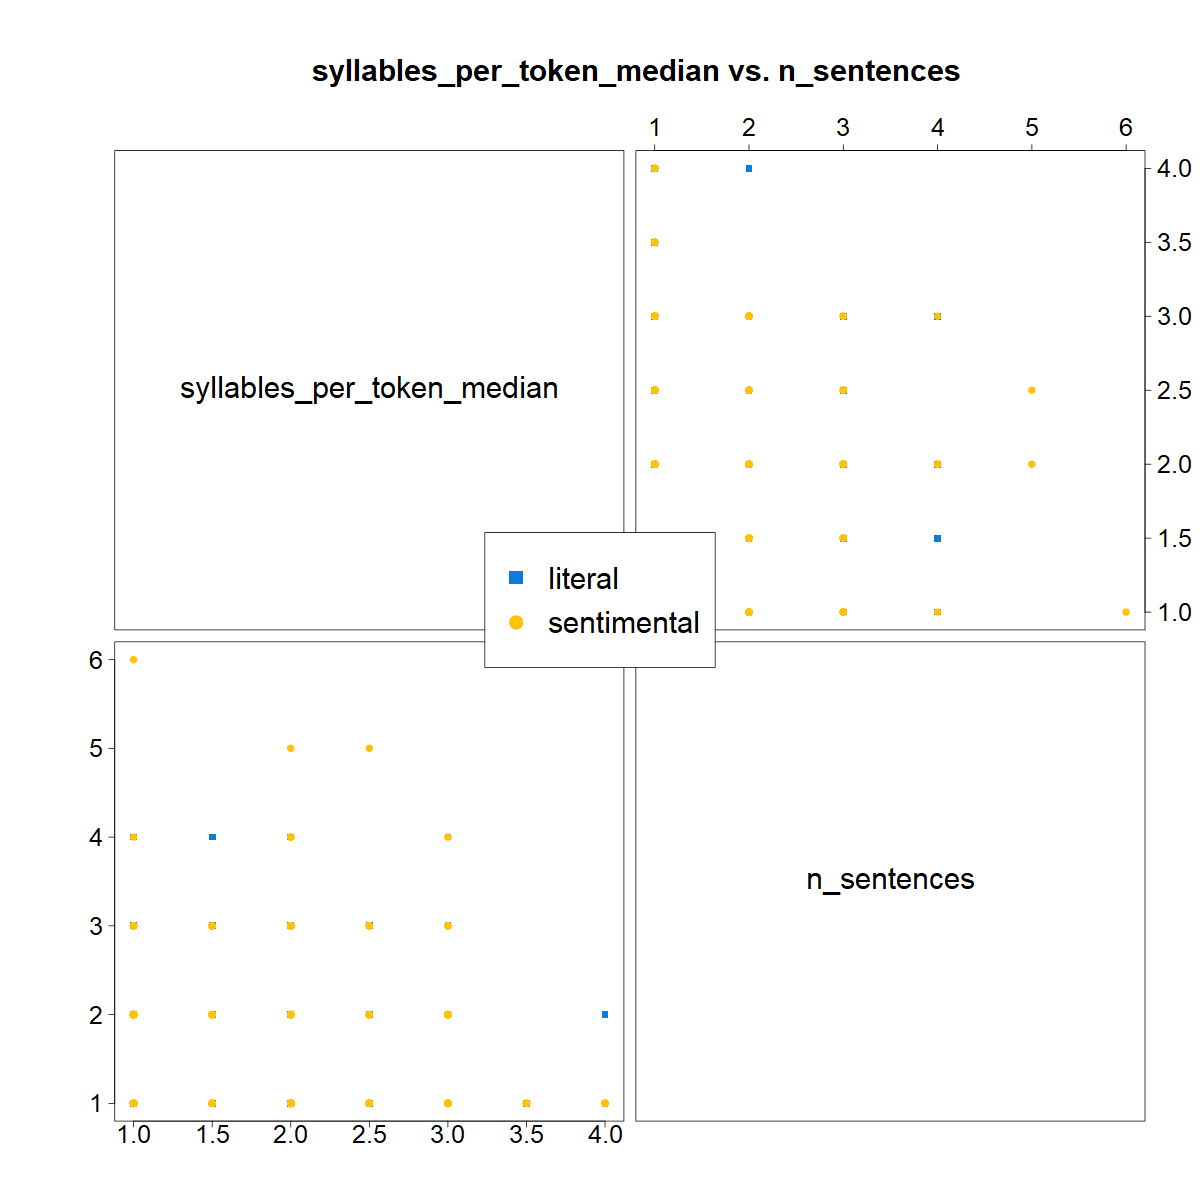 syllables_per_token_median vs. n_sentences
1 2 3 4 5 6
4.0
3.5
3.0
syllables_per_token_median
2.5
2.0
1.5
literal
1.0
sentimental
6
5
4
n_sentences
3
2
1
1.0 1.5 2.0 2.5 3.0 3.5 4.0